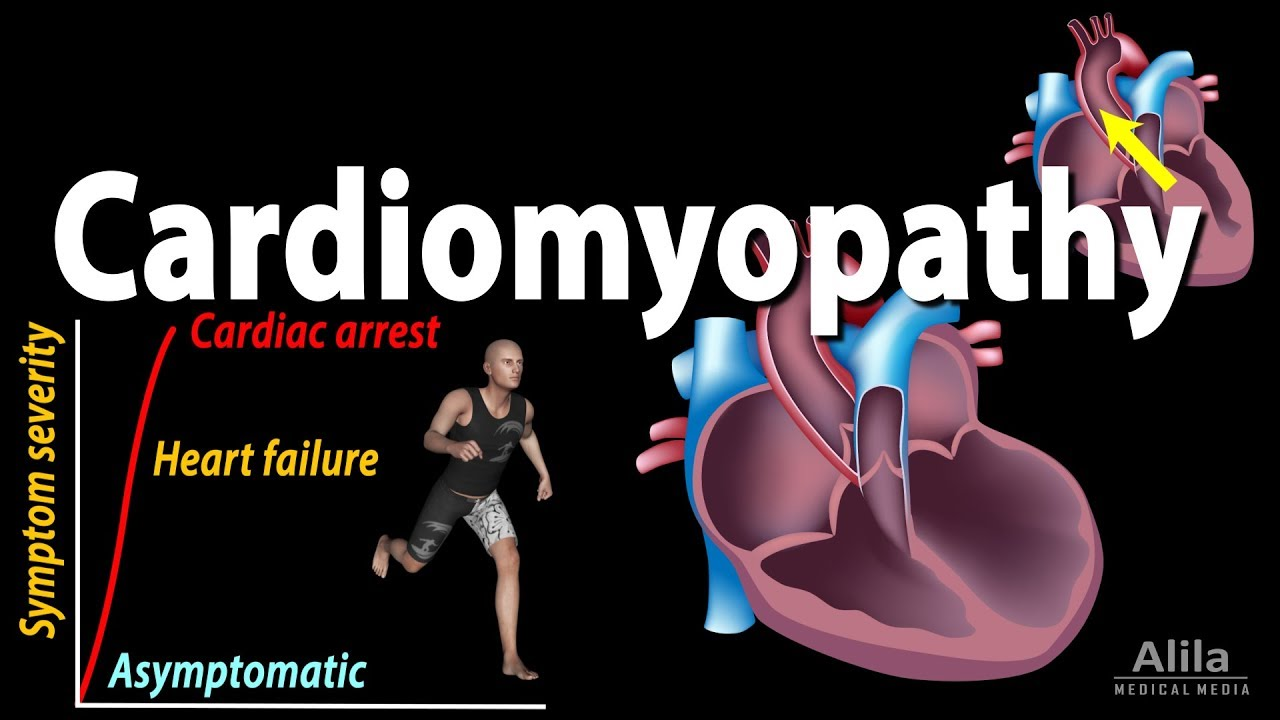 Cardiomyopathy
Symptom severity
Cardiac arrest
Heart failure
Asymptomatic
Alila
MEDICAL MEDIA